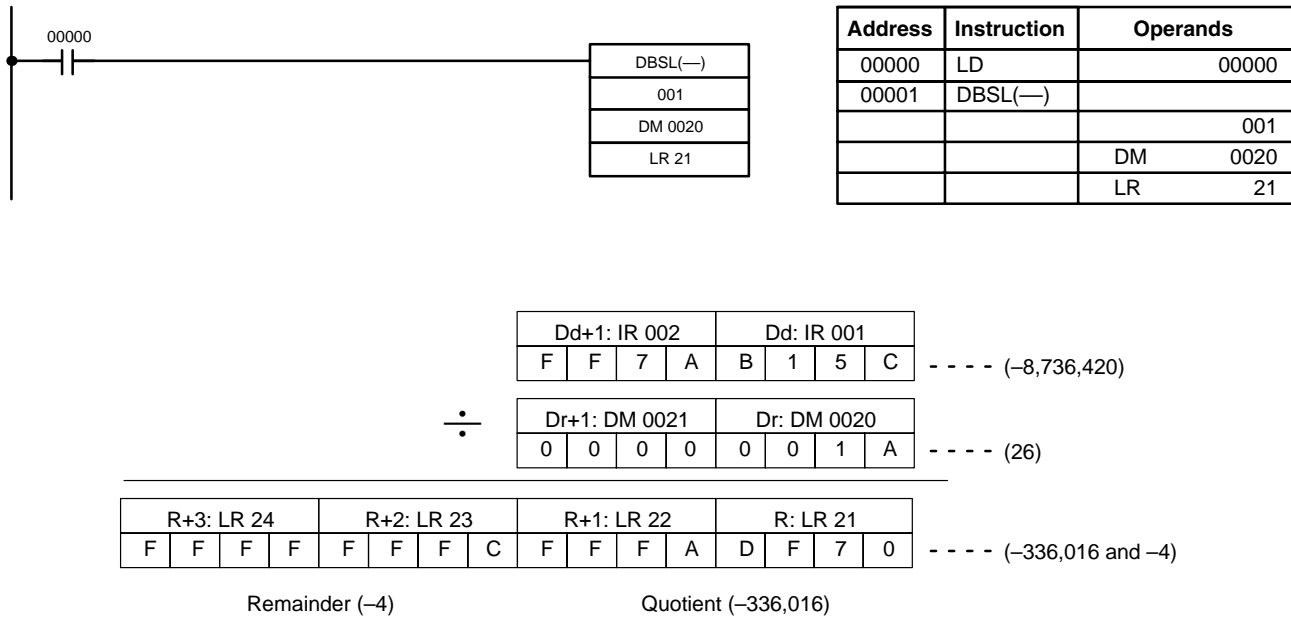 00000
DBSL(—)
001
DM 0020
LR 21
Address Instruction Operands
00000 LD 00000
00001 DBSL(—)
001
DM 0020
LR 21
Dd+1: IR 002 Dd: IR 001
F F 7 A B 1 5 C - - - - (–8,736,420)
÷ Dr+1: DM 0021 Dr: DM 0020
0 0 0 0 0 0 1 A - - - - (26)
R+3: LR 24 R+2: LR 23 R+1: LR 22 R: LR 21
F F F F F F F C F F F A D F 7 0 - - - - (–336,016 and –4)
Remainder (–4) Quotient (–336,016)